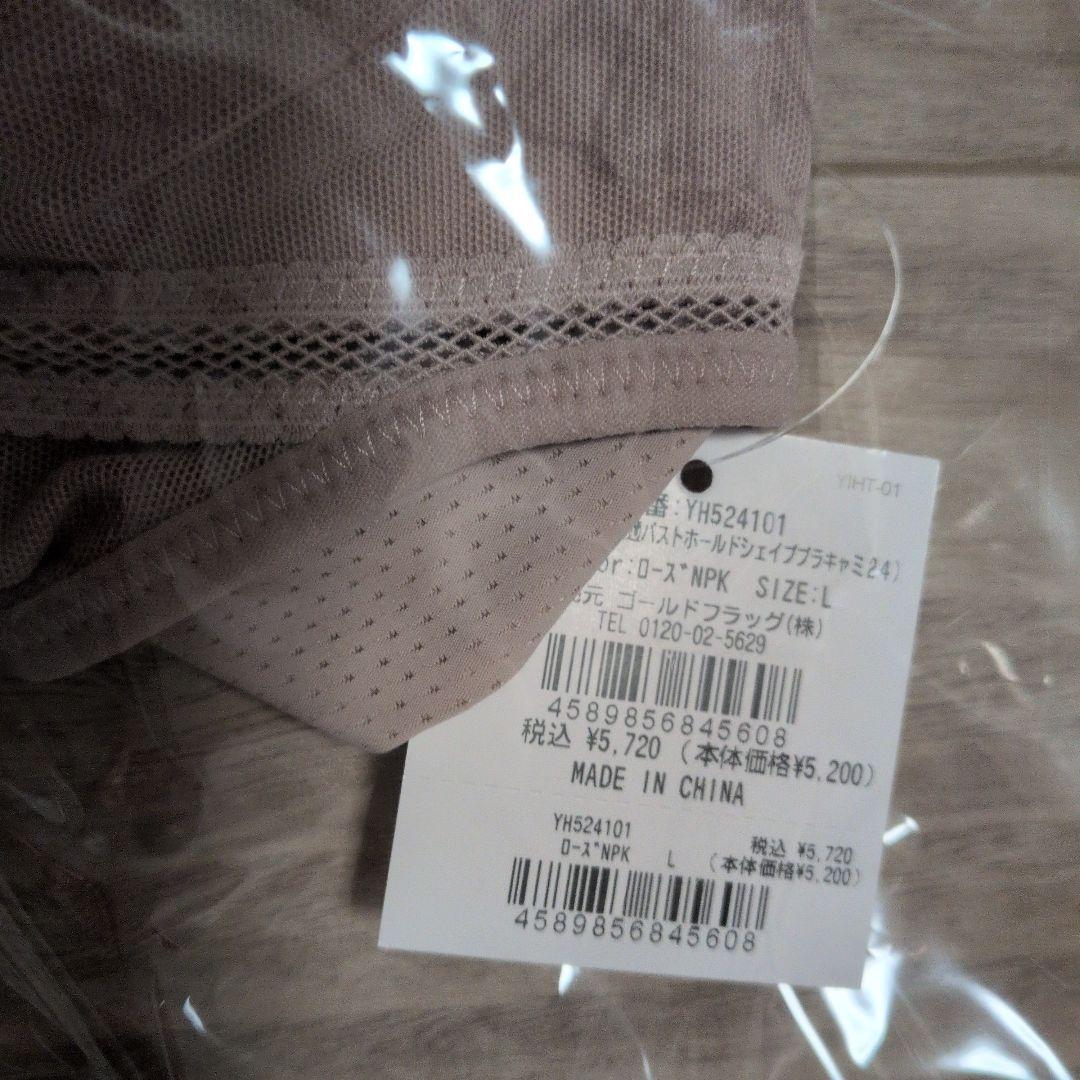 YIHT-01
番:YH524101
適バストホールドシェイプブラキャミ24)
or:ローズNPK SIZE:L
元 ゴールドフラッグ(株)
TEL 0120-02-5629
4589856845608
税込 ¥5,720 (本体価格¥5,200)
MADE IN CHINA
YH524101
ローズNPK L
税込 ¥5,720
(本体価格¥5,200)
4589856845608